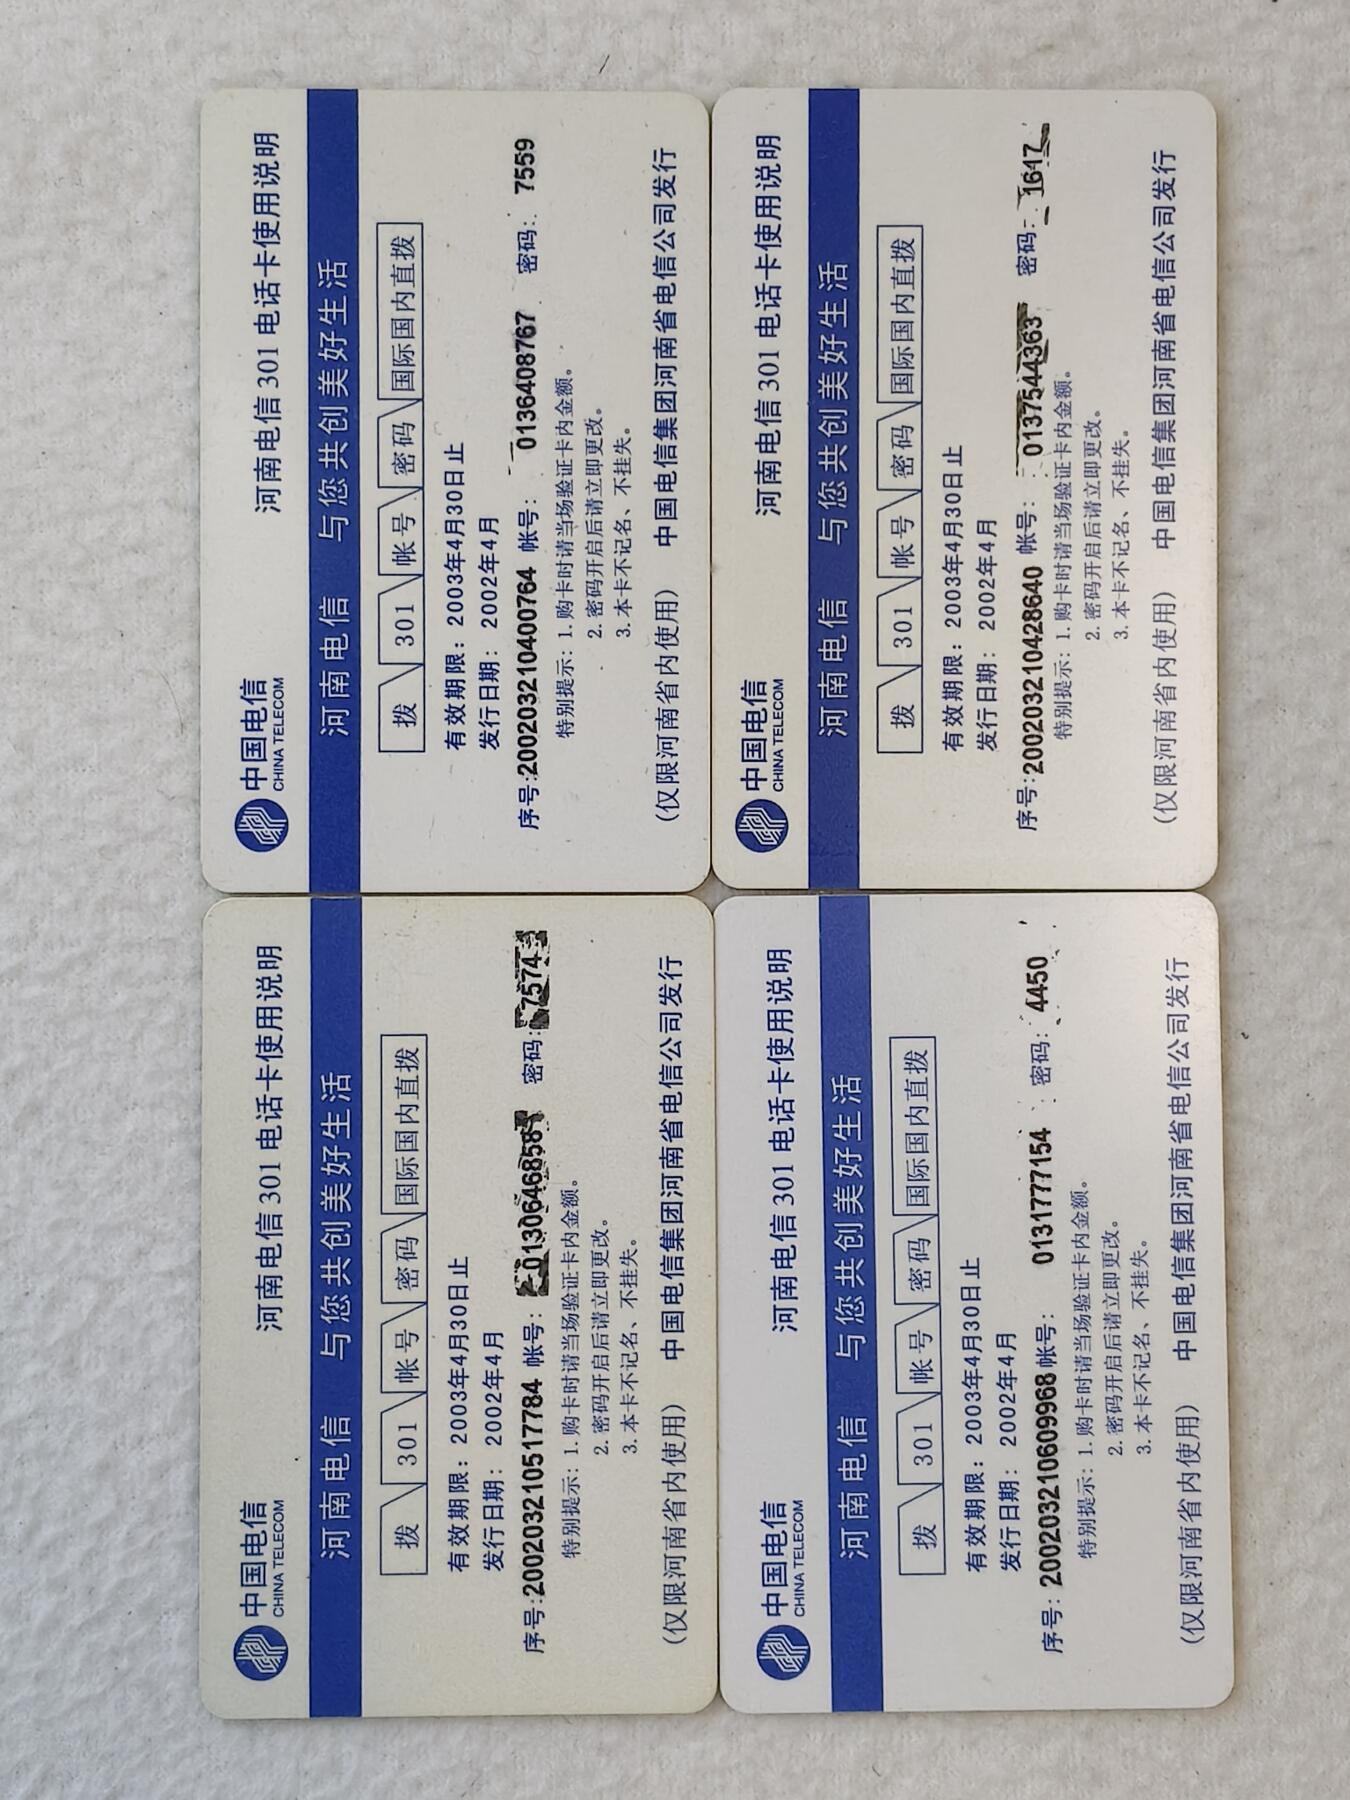 中国电信
CHINA TELECOM
河南电信 301 电话卡使用说明
河南电信 与您共创美好生活
拨 301 帐号 密码 国际国内直拨
有效期限：2003年4月30日止
发行日期：2002年4月
序号:2002032105177​84 帐号：0130646858 密码:7574
特别提示：1. 购卡时请当场验证卡内金额。
2. 密码开启后请立即更改。
3. 本卡不记名、不挂失。
(仅限河南省内使用) 中国电信集团河南省电信公司发行
中国电信
CHINA TELECOM
河南电信 301 电话卡使用说明
河南电信 与您共创美好生活
拨 301 帐号 密码 国际国内直拨
有效期限：2003年4月30日止
发行日期：2002年4月
序号:200203210400764 帐号：0136408767 密码：7559
特别提示：1. 购卡时请当场验证卡内金额。
2. 密码开启后请立即更改。
3. 本卡不记名、不挂失。
(仅限河南省内使用) 中国电信集团河南省电信公司发行
中国电信
CHINA TELECOM
河南电信 301 电话卡使用说明
河南电信 与您共创美好生活
拨 301 帐号 密码 国际国内直拨
有效期限：2003年4月30日止
发行日期：2002年4月
序号: 200203210609968 帐号：0131777154 密码：4450
特别提示：1. 购卡时请当场验证卡内金额。
2. 密码开启后请立即更改。
3. 本卡不记名、不挂失。
(仅限河南省内使用) 中国电信集团河南省电信公司发行
中国电信
CHINA TELECOM
河南电信 301 电话卡使用说明
河南电信 与您共创美好生活
拨 301 帐号 密码 国际国内直拨
有效期限：2003年4月30日止
发行日期：2002年4月
序号:200203210428640 帐号：0137544363 密码：1617
特别提示：1. 购卡时请当场验证卡内金额。
2. 密码开启后请立即更改。
3. 本卡不记名、不挂失。
(仅限河南省内使用) 中国电信集团河南省电信公司发行